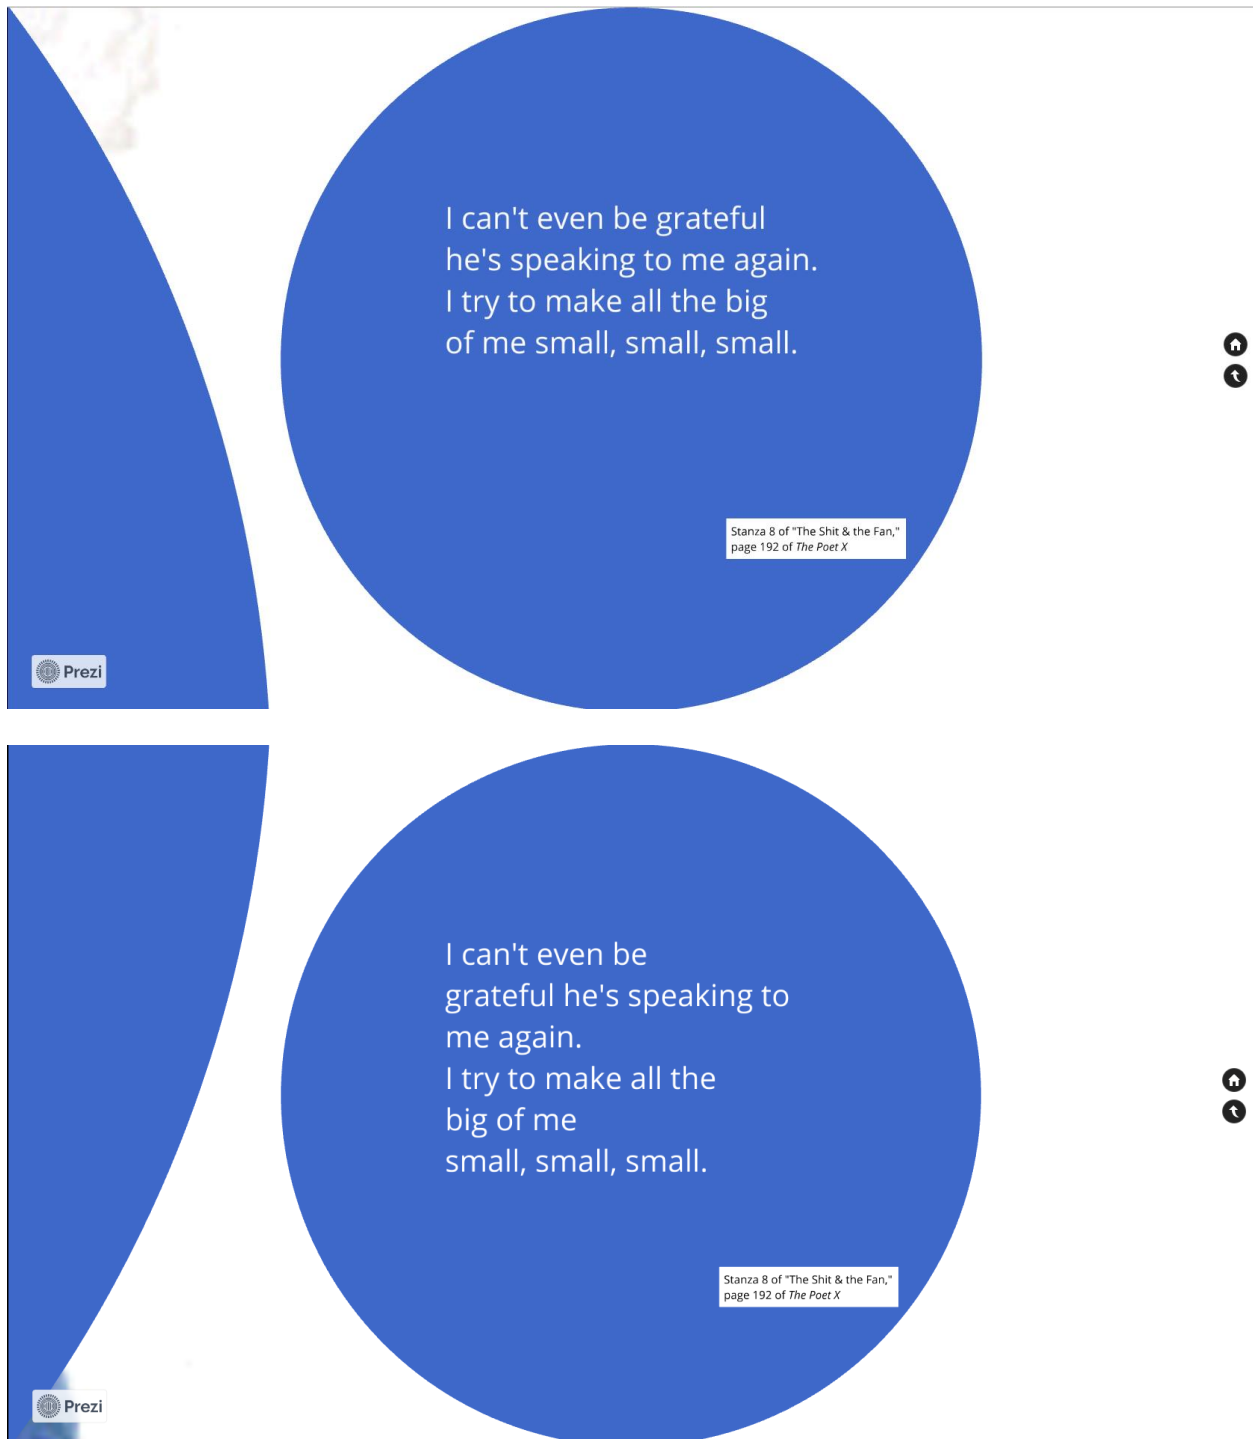 I can't even be grateful
he's speaking to me again.
I try to make all the big
of me small, small, small.
Stanza 8 of "The Shit & the Fan,"
page 192 of The Poet X
Prezi
I can't even be
grateful he's speaking to
me again.
I try to make all the
big of me
small, small, small.
Stanza 8 of "The Shit & the Fan,"
page 192 of The Poet X
Prezi